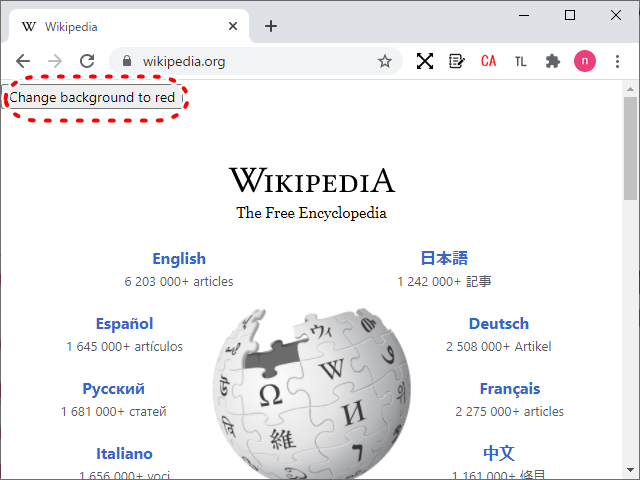 Wikipedia
wikipedia.org
CA
TL
n
Change background to red
WIKIPEDIA
The Free Encyclopedia
English
6 203 000+ articles
日本語
1 242 000+ 記事
Español
1 645 000+ artículos
Deutsch
2 508 000+ Artikel
Русский
1 681 000+ статей
Français
2 275 000+ articles
Italiano
1 656 000+ voci
中文
1 161 000+ 條目
Ω
W
И
維
ウィ